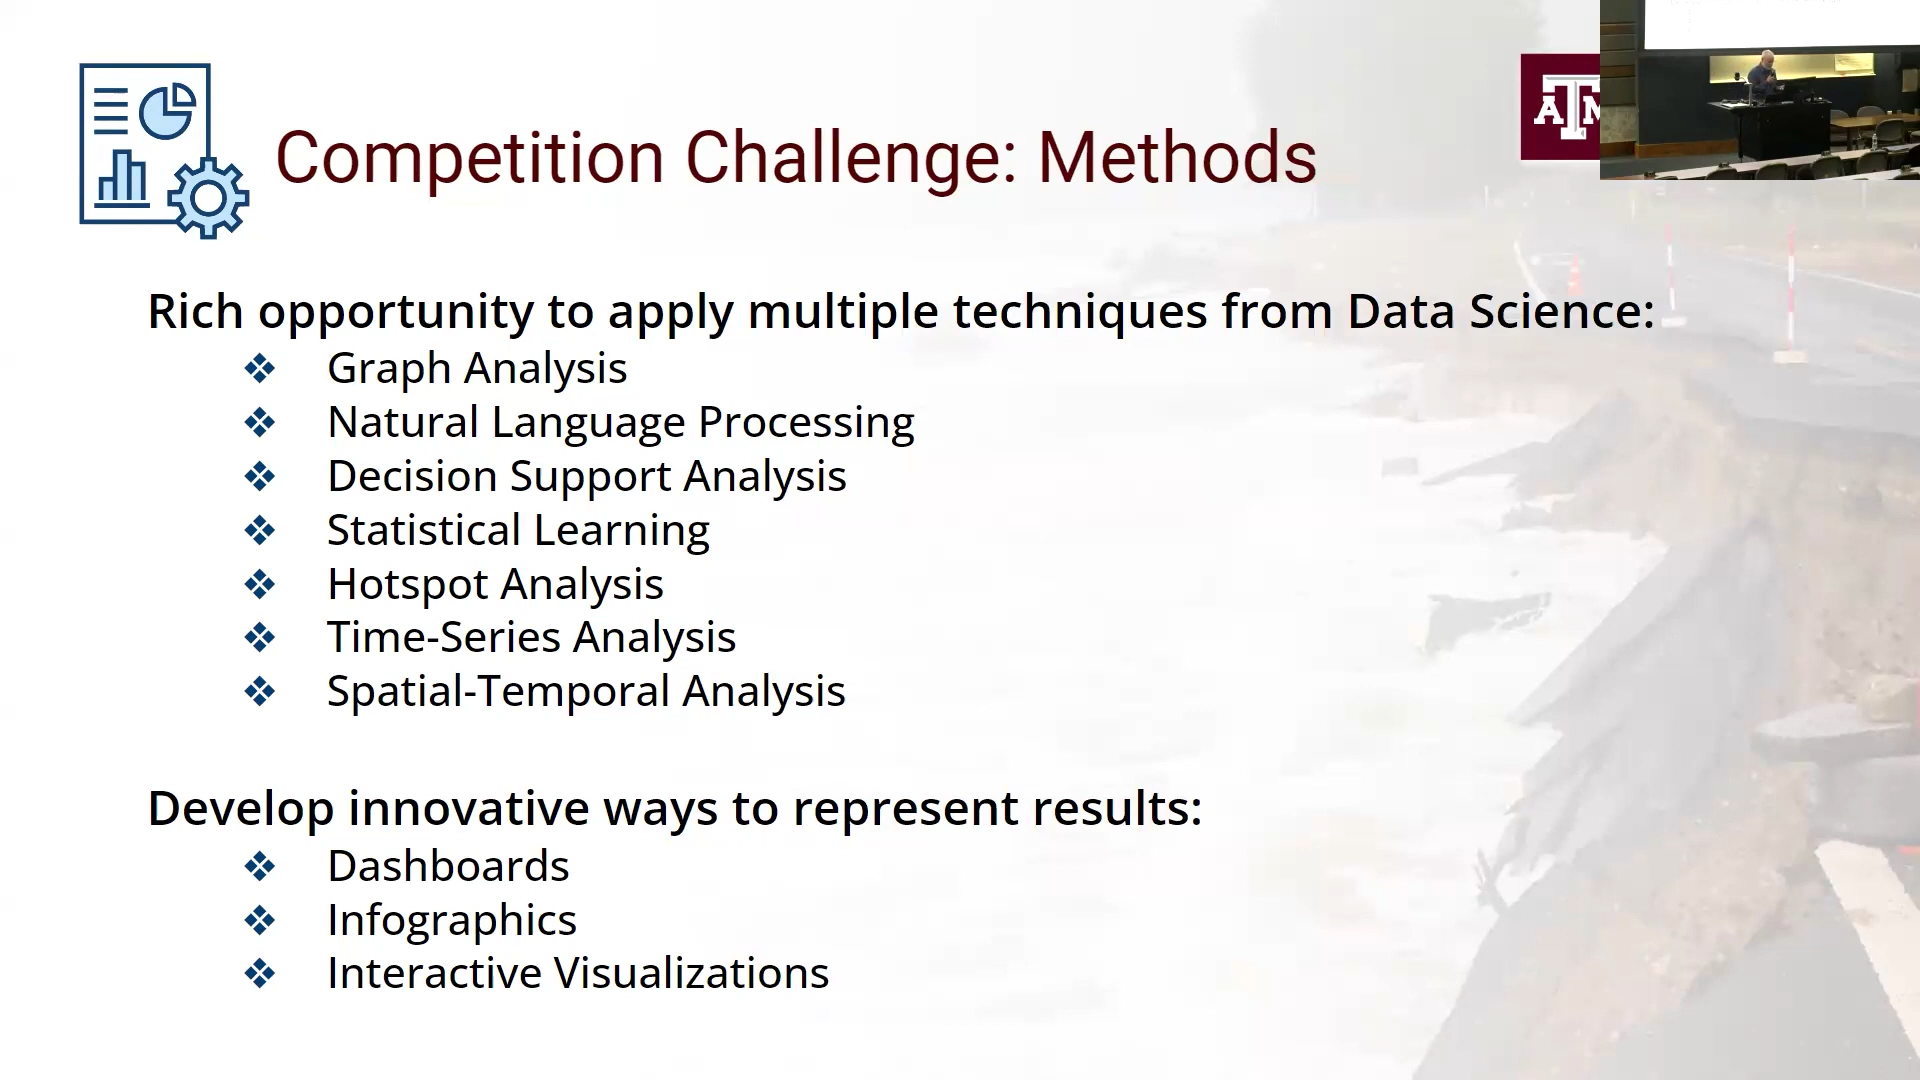 Competition Challenge: Methods
ATM
Rich opportunity to apply multiple techniques from Data Science:
❖ Graph Analysis
❖ Natural Language Processing
❖ Decision Support Analysis
❖ Statistical Learning
❖ Hotspot Analysis
❖ Time-Series Analysis
❖ Spatial-Temporal Analysis
Develop innovative ways to represent results:
❖ Dashboards
❖ Infographics
❖ Interactive Visualizations